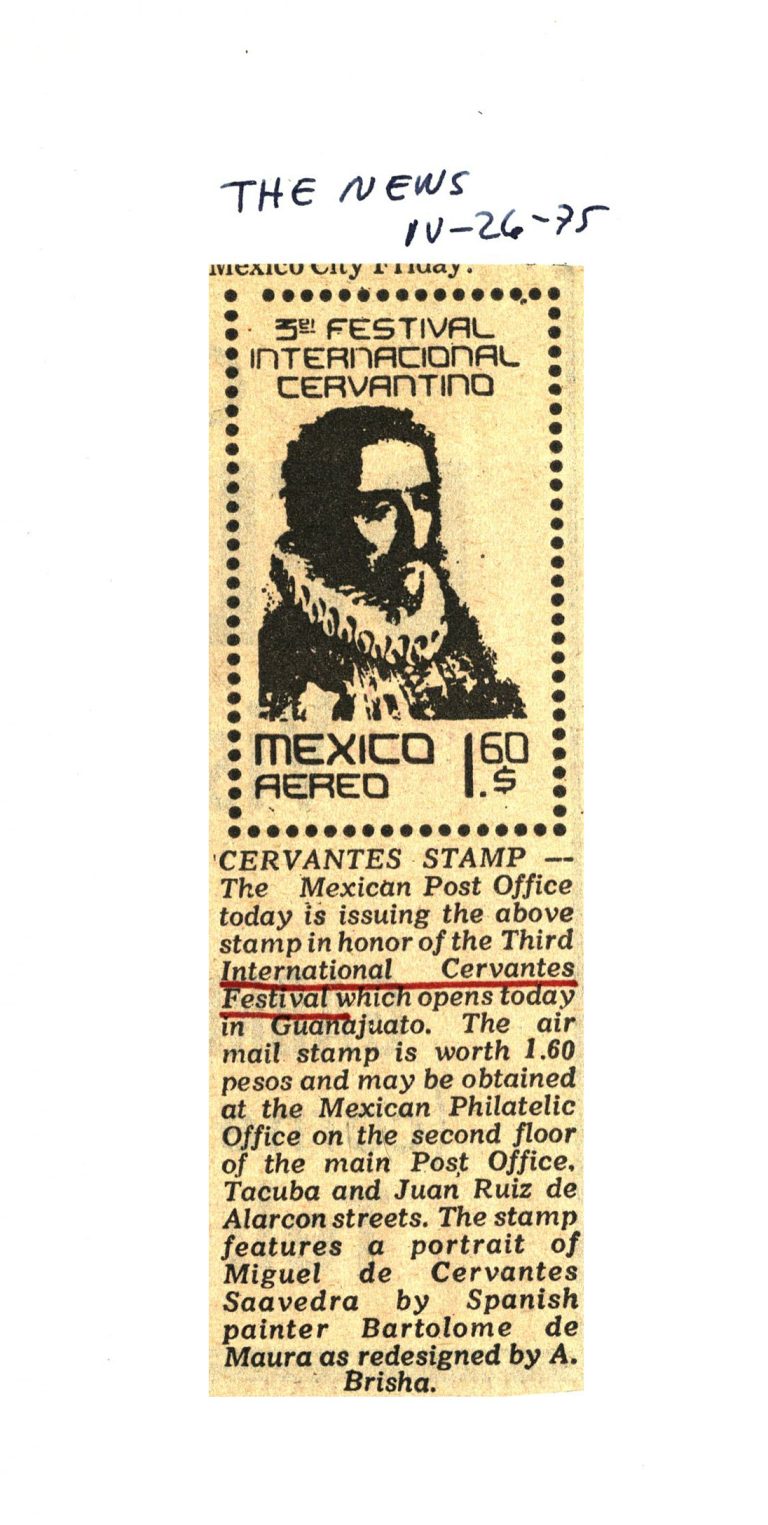 THE NEWS
IV-26-75
Mexico City Friday.
3er FESTIVAL
INTERNACIONAL
CERVANTINO
MEXICO
AEREO
1.60
$
CERVANTES STAMP —
The Mexican Post Office
today is issuing the above
stamp in honor of the Third
International Cervantes
Festival which opens today
in Guanajuato. The air
mail stamp is worth 1.60
pesos and may be obtained
at the Mexican Philatelic
Office on the second floor
of the main Post Office.
Tacuba and Juan Ruiz de
Alarcon streets. The stamp
features a portrait of
Miguel de Cervantes
Saavedra by Spanish
painter Bartolome de
Maura as redesigned by A.
Brisha.